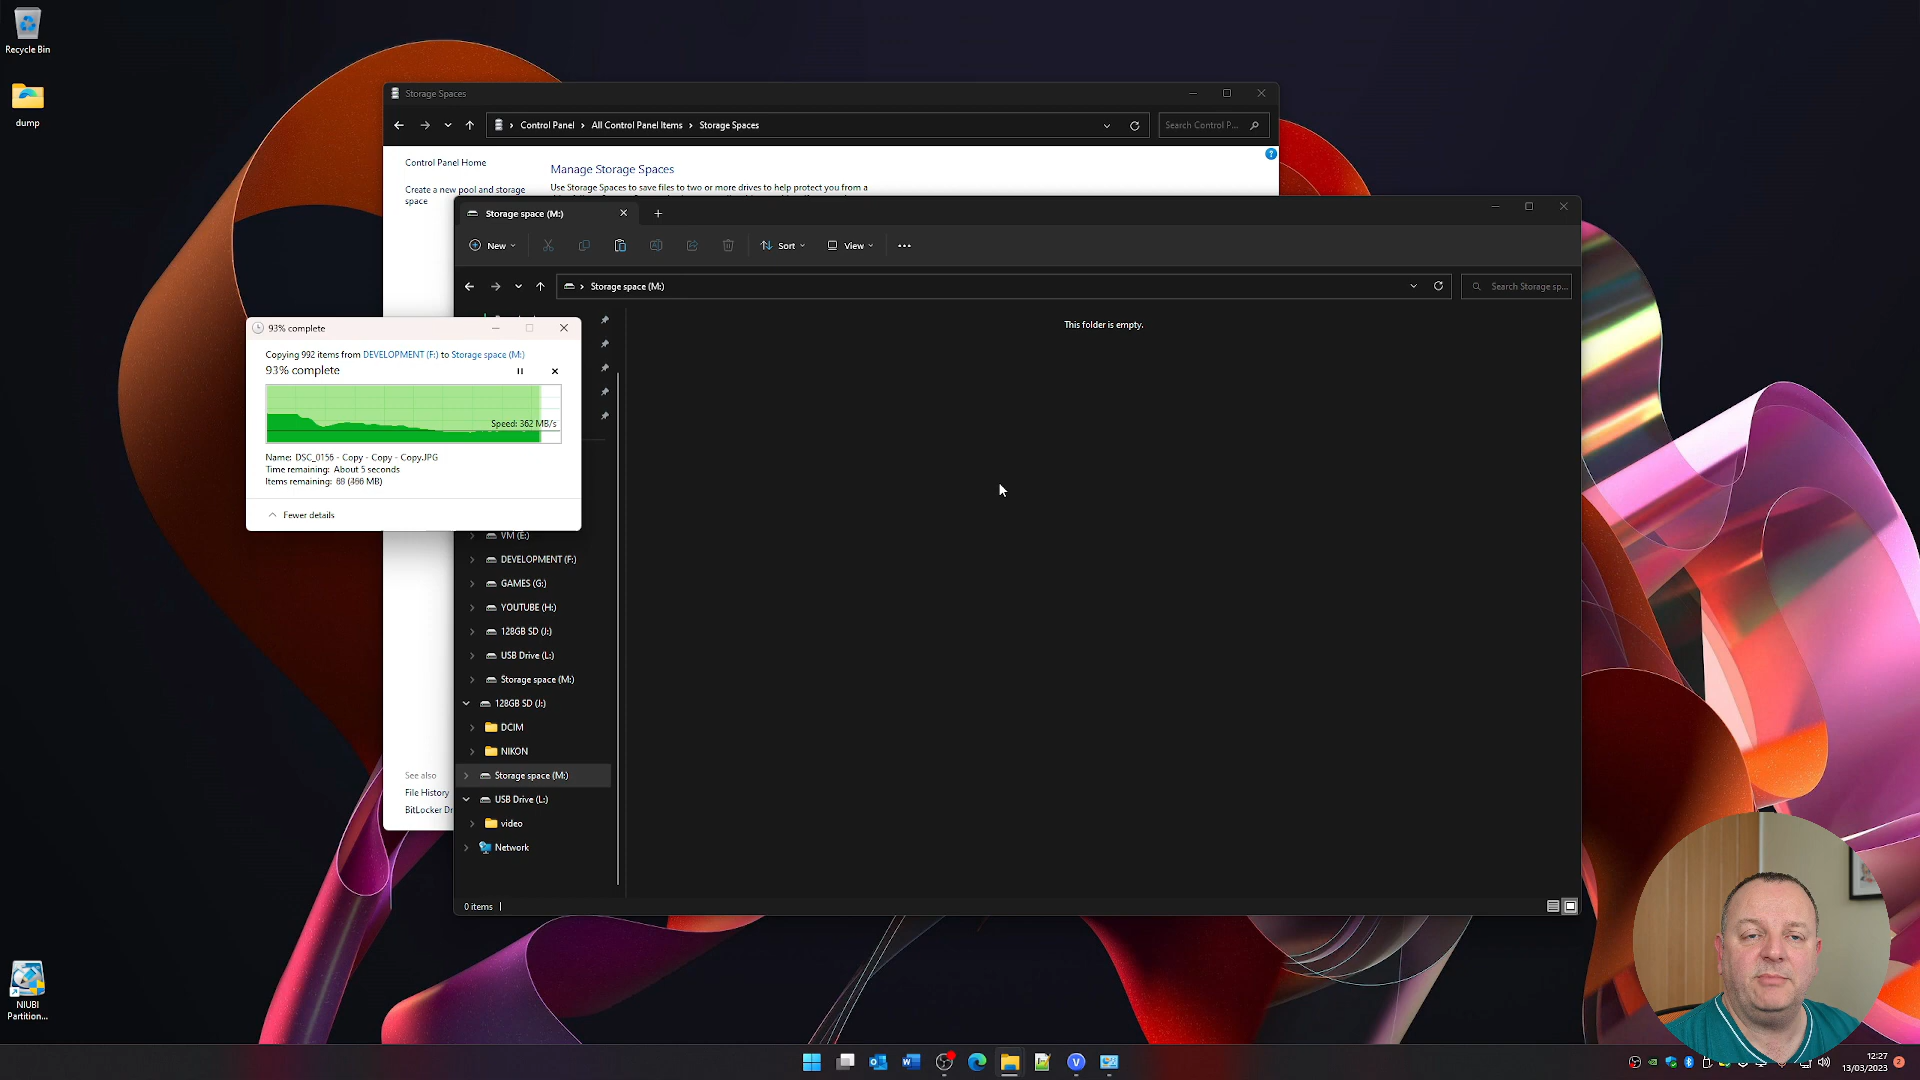 Recycle Bin
dump
Storage Spaces
Control Panel > All Control Panel Items > Storage Spaces
Search Control P...
Control Panel Home
Create a new pool and storage
space
Manage Storage Spaces
Use Storage Spaces to save files to two or more drives to help protect you from a
Storage space (M:)
New
Sort
View
Storage space (M:)
Search Storage sp...
This folder is empty.
93% complete
Copying 992 items from DEVELOPMENT (F:) to Storage space (M:)
93% complete
Speed: 362 MB/s
Name: DSC_0156 - Copy - Copy - Copy.JPG
Time remaining: About 5 seconds
Items remaining: 88 (466 MB)
Fewer details
VM (E:)
DEVELOPMENT (F:)
GAMES (G:)
YOUTUBE (H:)
128GB SD (J:)
USB Drive (L:)
Storage space (M:)
128GB SD (J:)
DCIM
NIKON
Storage space (M:)
USB Drive (L:)
video
Network
0 items
See also
File History
BitLocker Dr
NIUBI
Partition...
12:27
13/03/2023
2